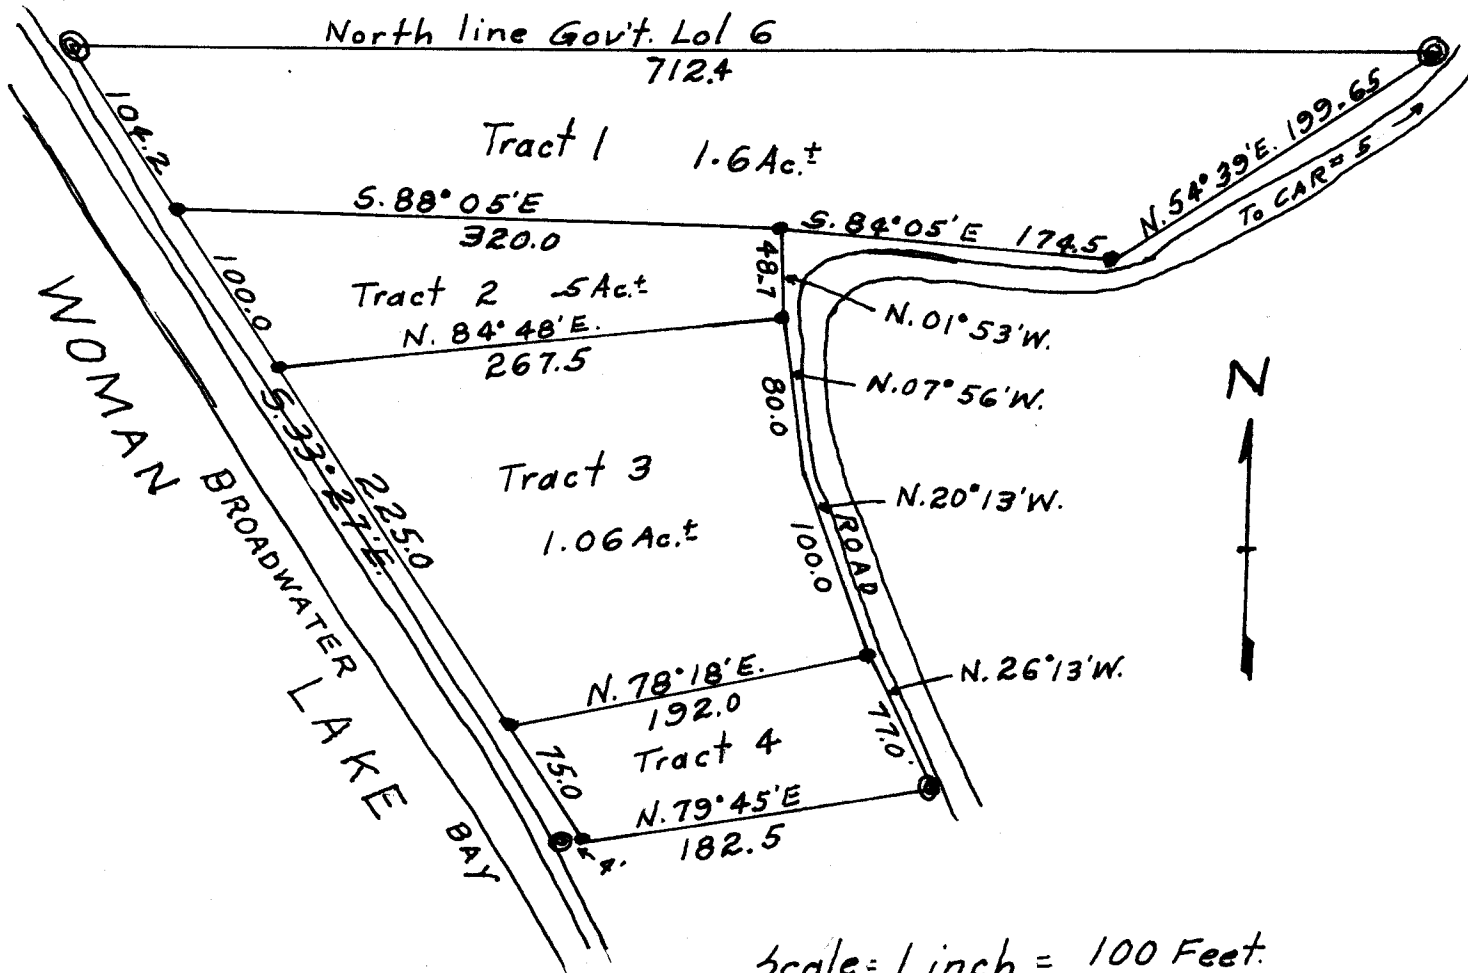 North line Gov't. Lol 6
712.4
104.2
Tract 1 1.6 Ac.±
N. 54° 39' E. 199.65
To CAR # 5
S. 88° 05' E
320.0
S. 84° 05' E 174.5
48.7
100.0
Tract 2 .5 Ac.±
N. 01° 53' W.
N. 84° 48' E.
267.5
N. 07° 56' W.
80.0
N
WOMAN
LAKE
BROADWATER
BAY
S. 33° 27' E.
225.0
Tract 3
1.06 Ac.±
N. 20° 13' W.
100.0
ROAD
N. 78° 18' E.
192.0
N. 26° 13' W.
77.0'
75.0
Tract 4
N. 79° 45' E
182.5
Scale = 1 inch = 100 Feet.